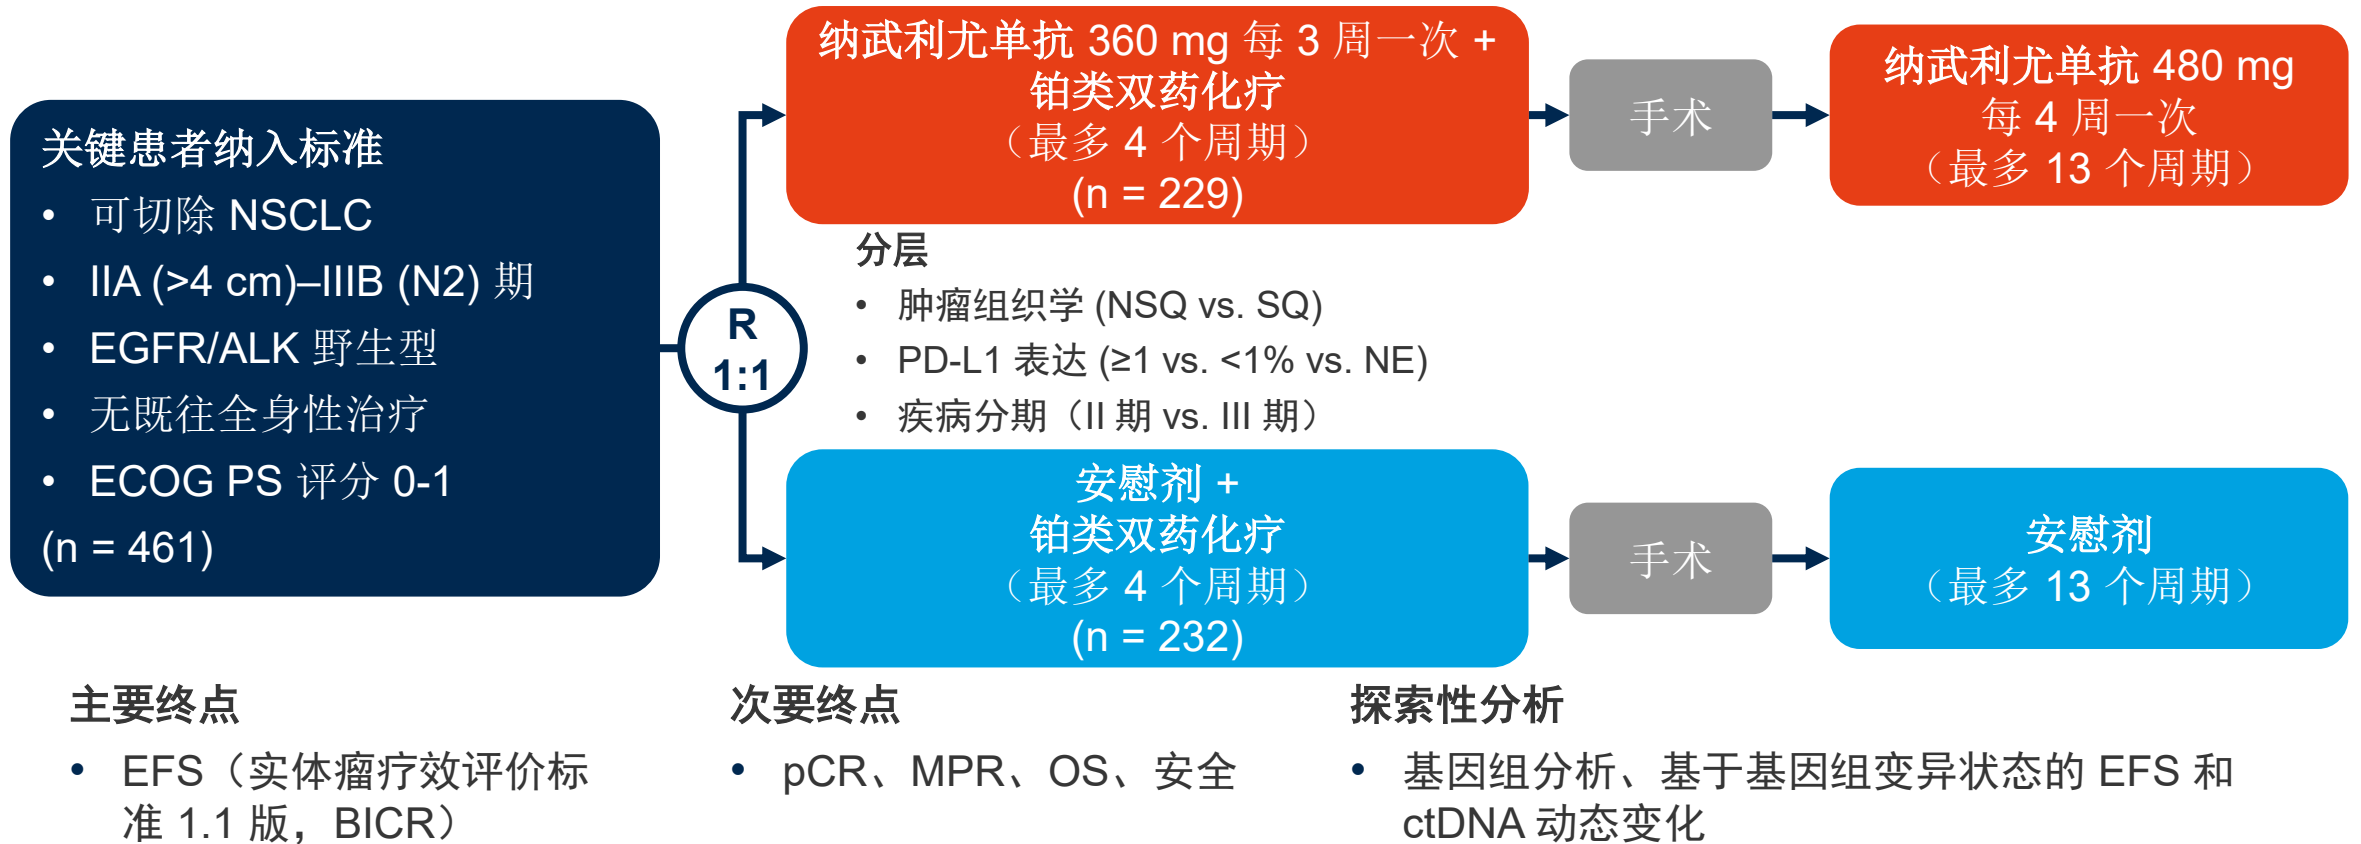 关键患者纳入标准
• 可切除 NSCLC
• IIA (>4 cm)–IIIB (N2) 期
• EGFR/ALK 野生型
• 无既往全身性治疗
• ECOG PS 评分 0-1
(n = 461)
R
1:1
纳武利尤单抗 360 mg 每 3 周一次 +
铂类双药化疗
（最多 4 个周期）
(n = 229)
手术
纳武利尤单抗 480 mg
每 4 周一次
（最多 13 个周期）
分层
• 肿瘤组织学 (NSQ vs. SQ)
• PD-L1 表达 (≥1 vs. <1% vs. NE)
• 疾病分期（II 期 vs. III 期）
安慰剂 +
铂类双药化疗
（最多 4 个周期）
(n = 232)
手术
安慰剂
（最多 13 个周期）
主要终点
• EFS（实体瘤疗效评价标
准 1.1 版，BICR）
次要终点
• pCR、MPR、OS、安全
探索性分析
• 基因组分析、基于基因组变异状态的 EFS 和
ctDNA 动态变化